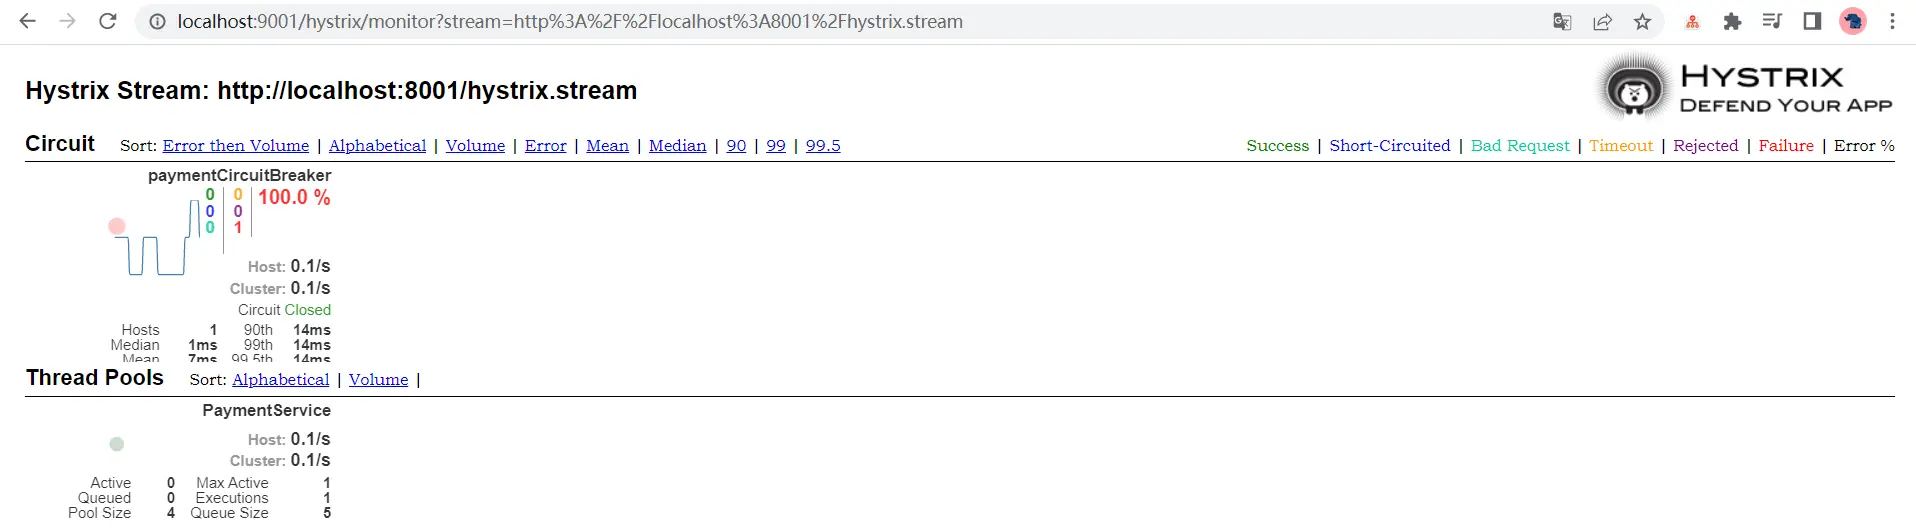 localhost:9001/hystrix/monitor?stream=http%3A%2F%2Flocalhost%3A8001%2Fhystrix.stream
Hystrix Stream: http://localhost:8001/hystrix.stream
HYSTRIX
DEFEND YOUR APP
Circuit Sort: Error then Volume | Alphabetical | Volume | Error | Mean | Median | 90 | 99 | 99.5
Success | Short-Circuited | Bad Request | Timeout | Rejected | Failure | Error %
paymentCircuitBreaker
0 0 100.0 %
0 0
0 1
Host: 0.1/s
Cluster: 0.1/s
Circuit Closed
Hosts 1 90th 14ms
Median 1ms 99th 14ms
Mean 7ms 99.5th 14ms
Thread Pools Sort: Alphabetical | Volume |
PaymentService
Host: 0.1/s
Cluster: 0.1/s
Active 0 Max Active 1
Queued 0 Executions 1
Pool Size 4 Queue Size 5